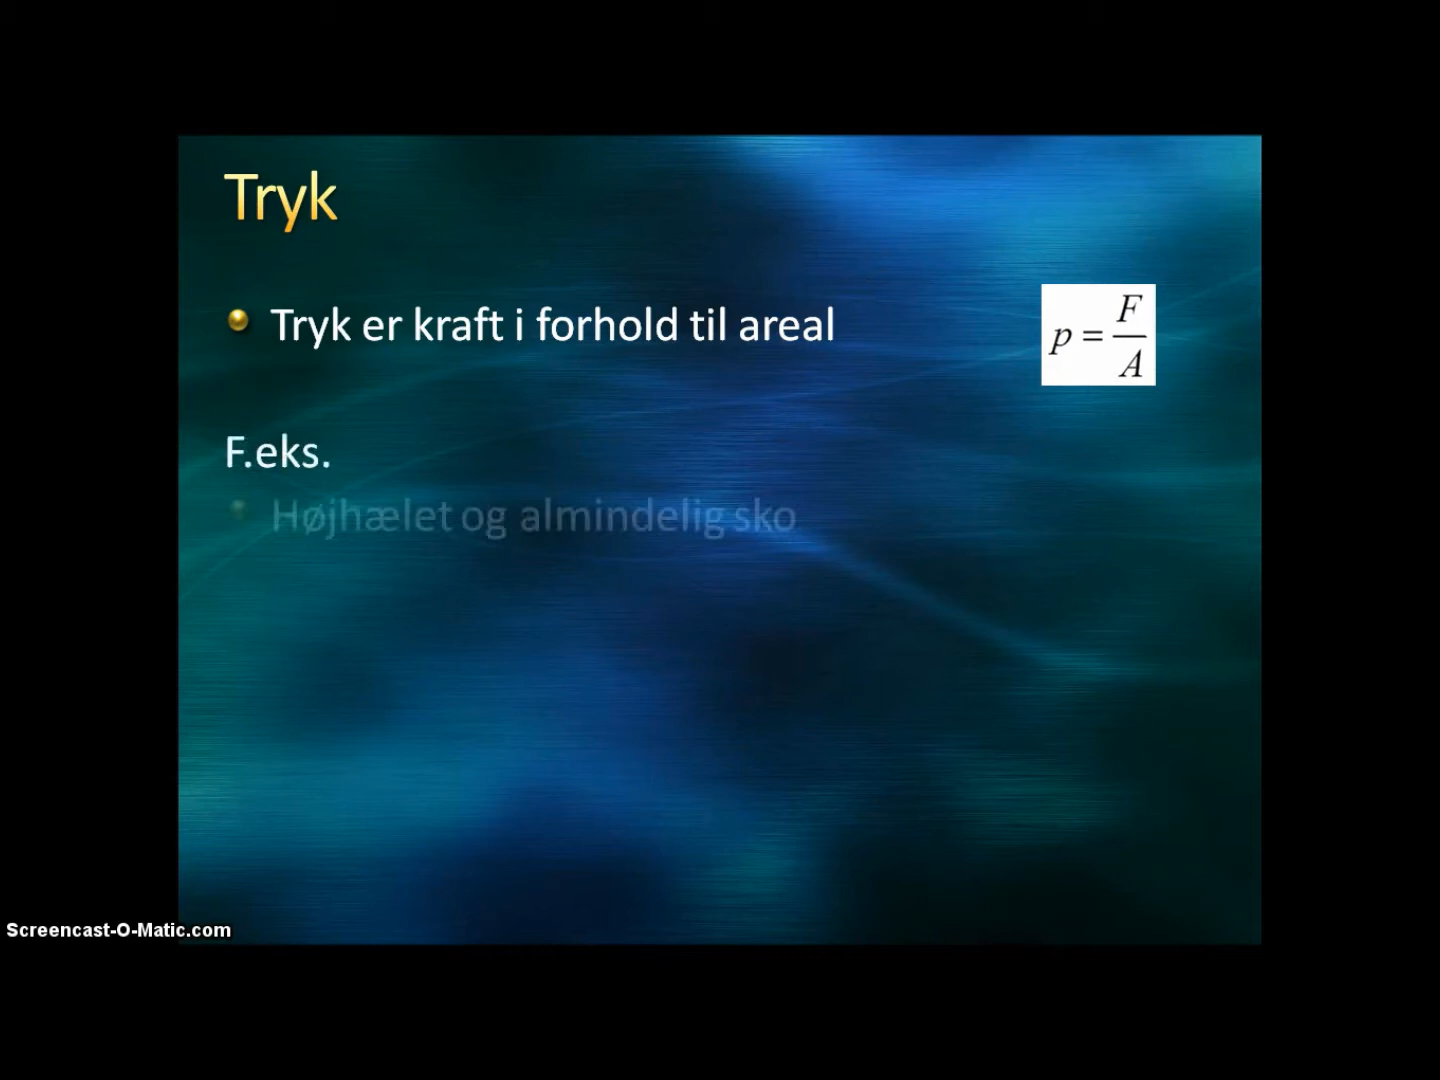 Tryk
Tryk er kraft i forhold til areal
p = F/A
F.eks.
Højhælet og almindelig sko
Screencast-O-Matic.com